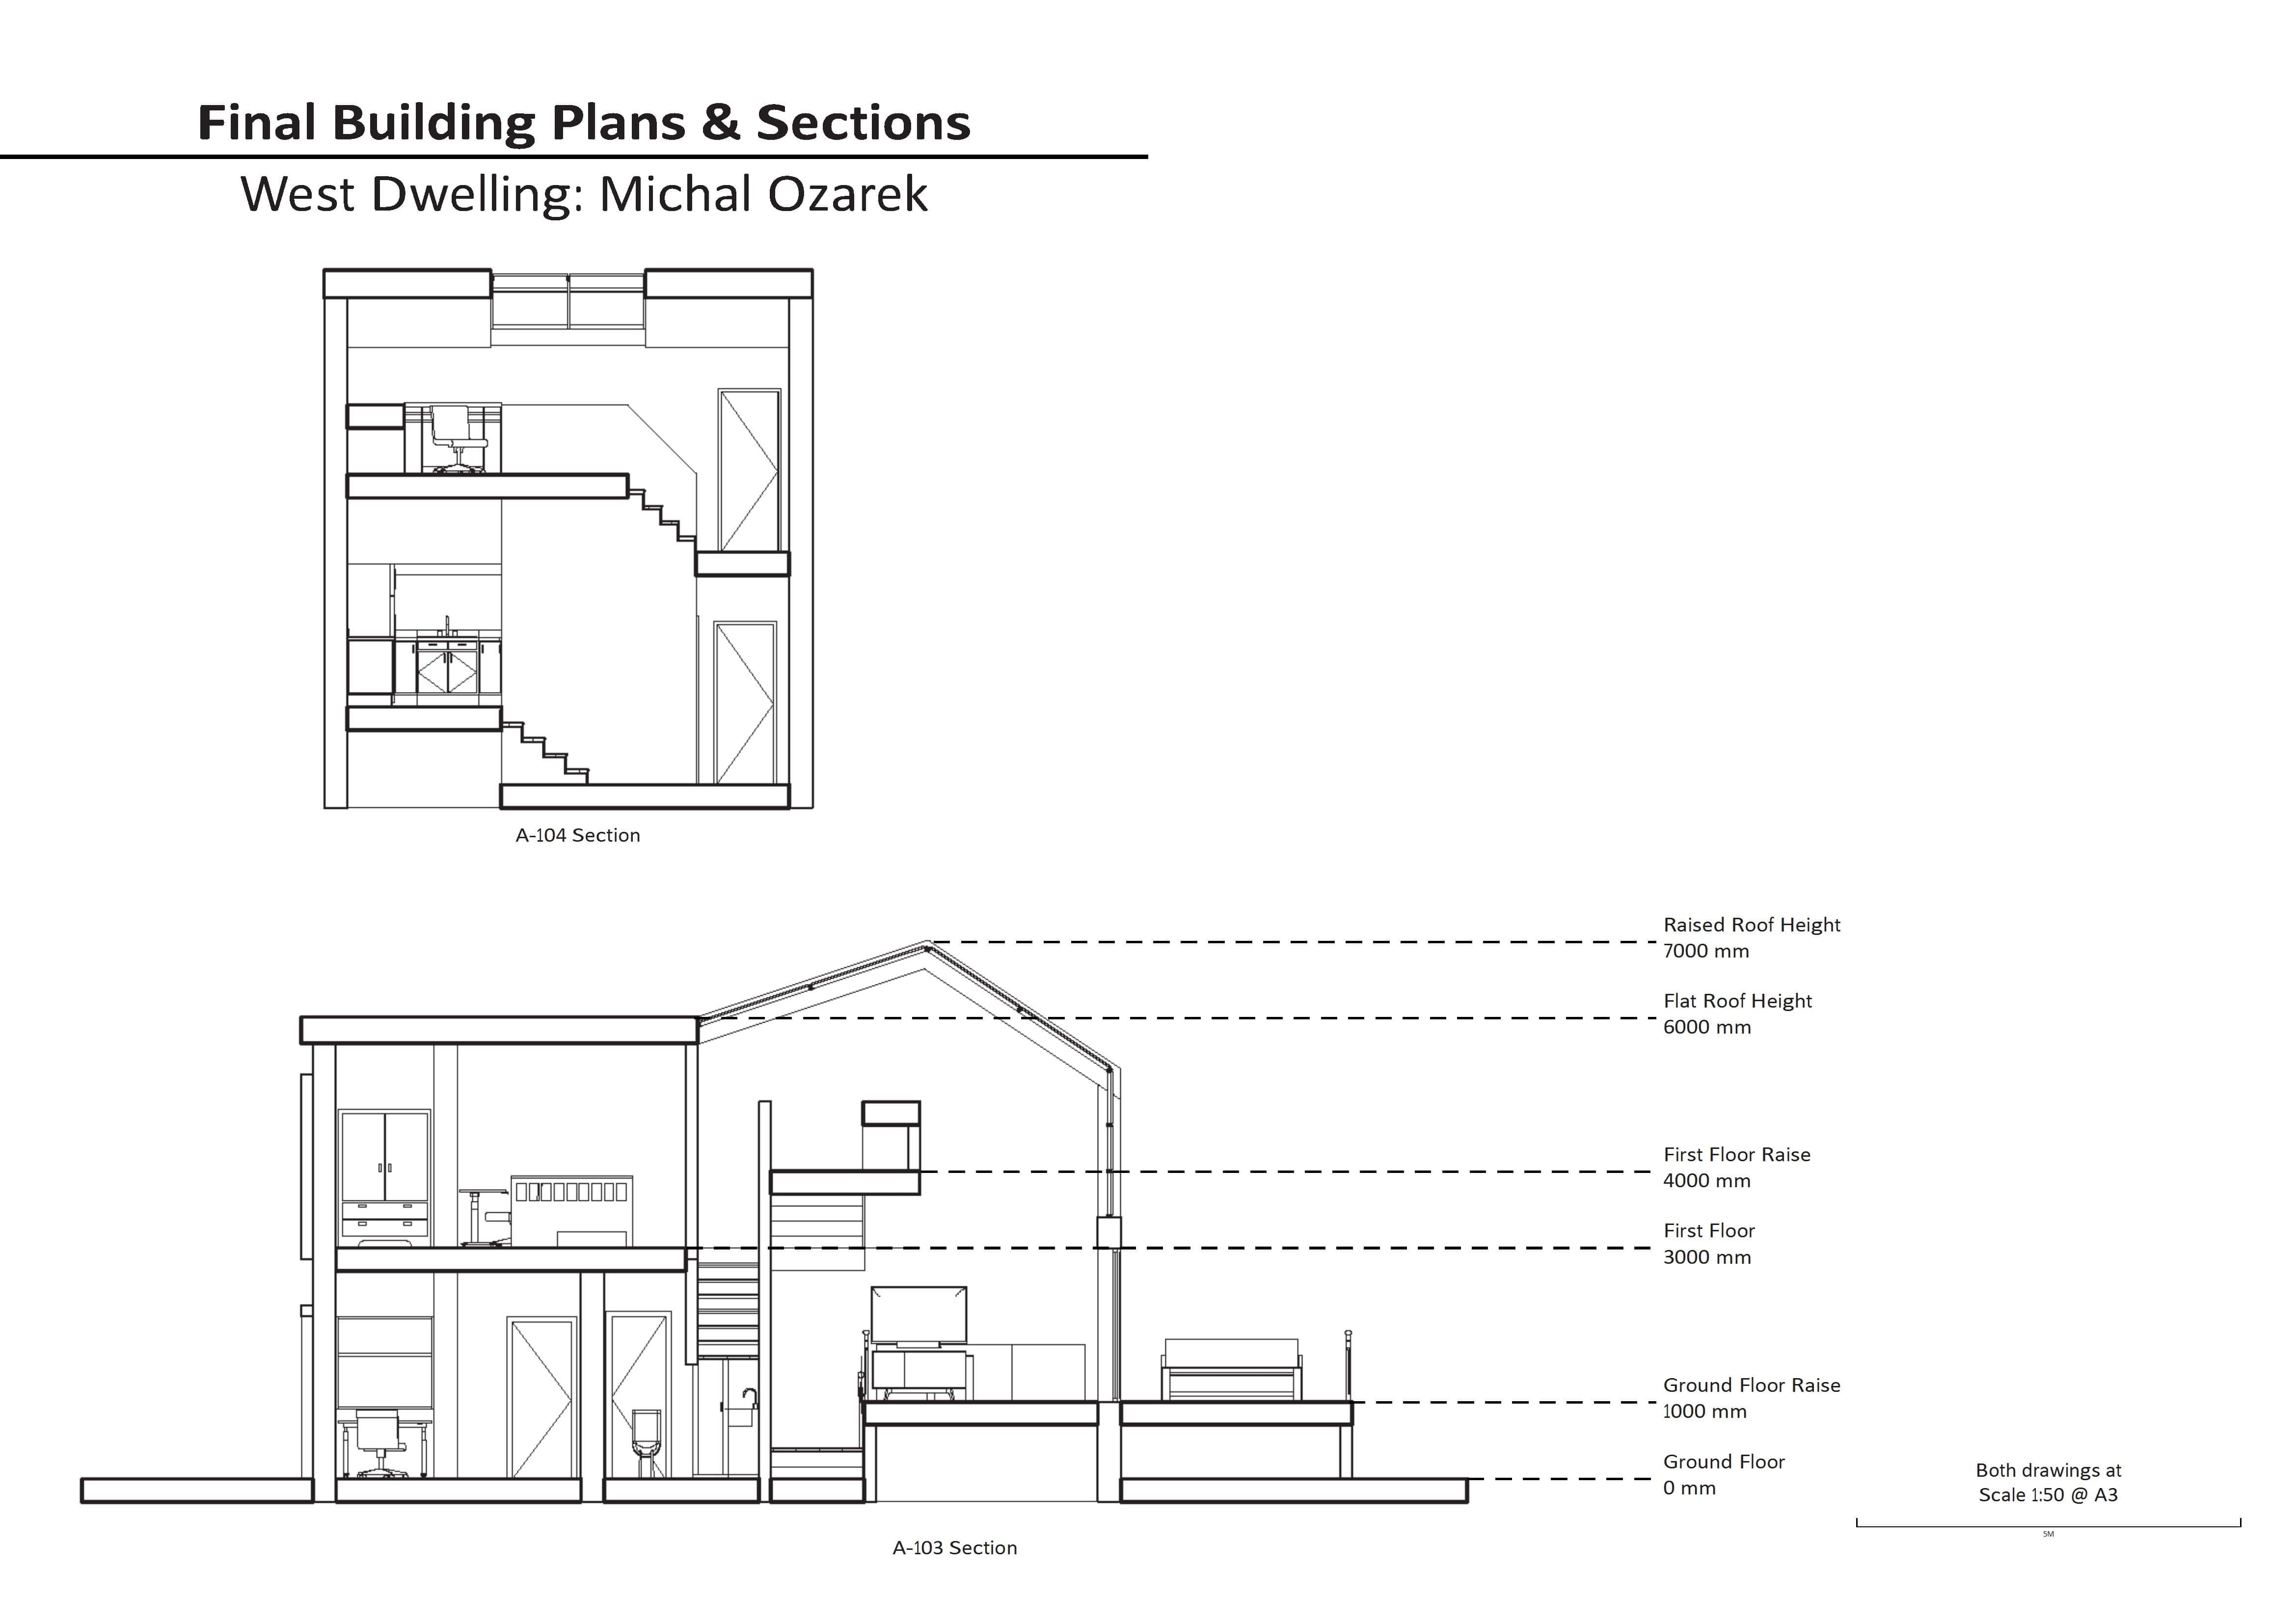 Final Building Plans & Sections
West Dwelling: Michal Ozarek
A-104 Section
Raised Roof Height
7000 mm
Flat Roof Height
6000 mm
First Floor Raise
4000 mm
First Floor
3000 mm
Ground Floor Raise
1000 mm
Ground Floor
0 mm
Both drawings at
Scale 1:50 @ A3
5M
A-103 Section